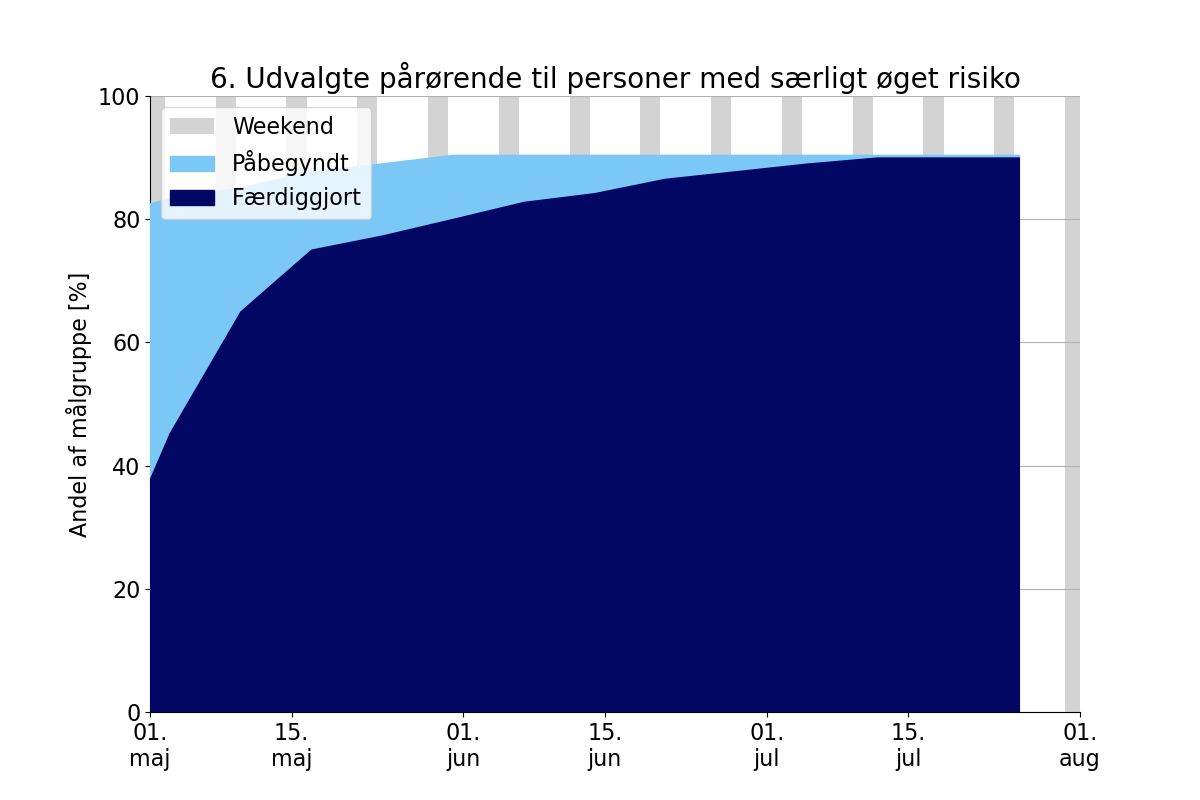 6. Udvalgte pårørende til personer med særligt øget risiko
Weekend
Påbegyndt
Færdiggjort
Andel af målgruppe [%]
100
80
60
40
20
0
01. 15. 01. 15. 01. 15. 01.
maj maj jun jun jul jul aug